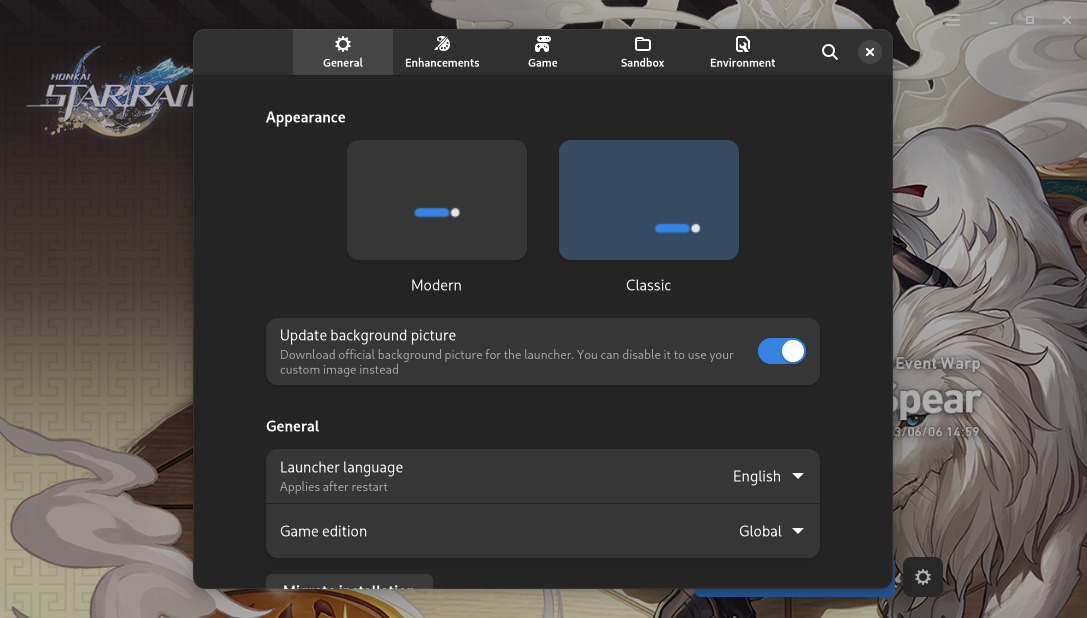 General
Enhancements
Game
Sandbox
Environment
HONKAI
STAR RAIL
Appearance
Modern
Classic
Update background picture
Download official background picture for the launcher. You can disable it to use your
custom image instead
Event Warp
Spear
3/06/06 14:59
General
Launcher language
Applies after restart
English
Game edition
Global
Migrate installation